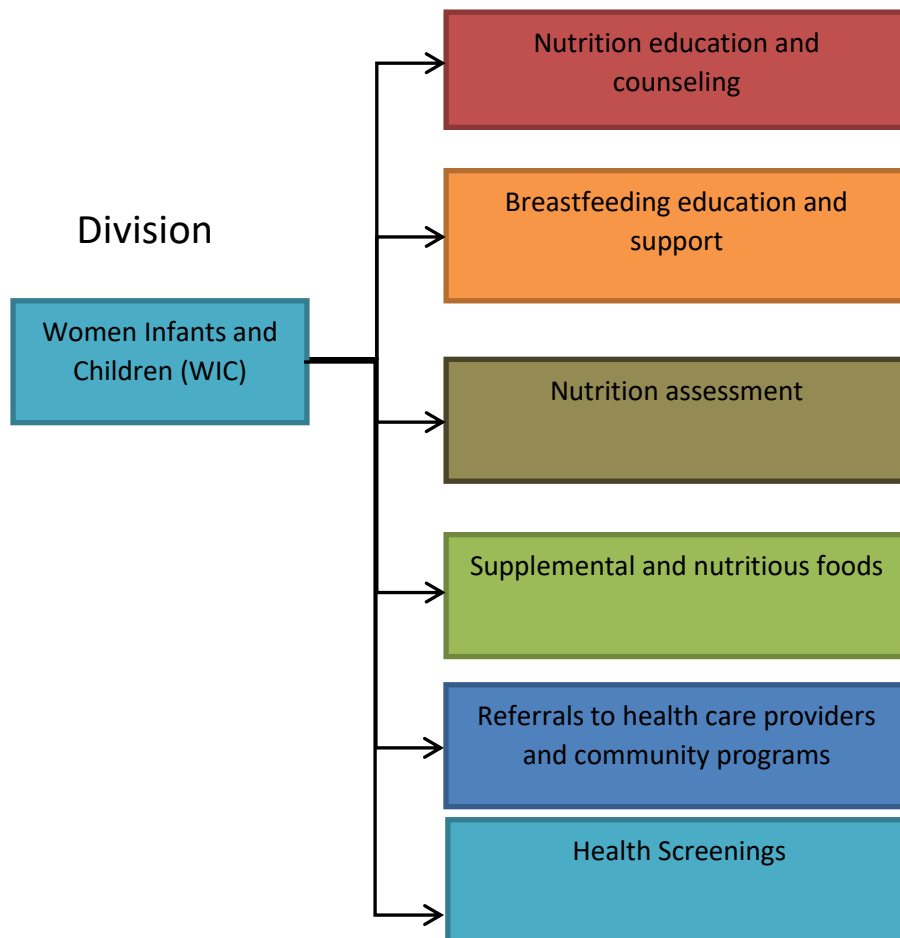 Nutrition education and
counseling
Breastfeeding education and
support
Division
Women Infants and
Children (WIC)
Nutrition assessment
Supplemental and nutritious foods
Referrals to health care providers
and community programs
Health Screenings